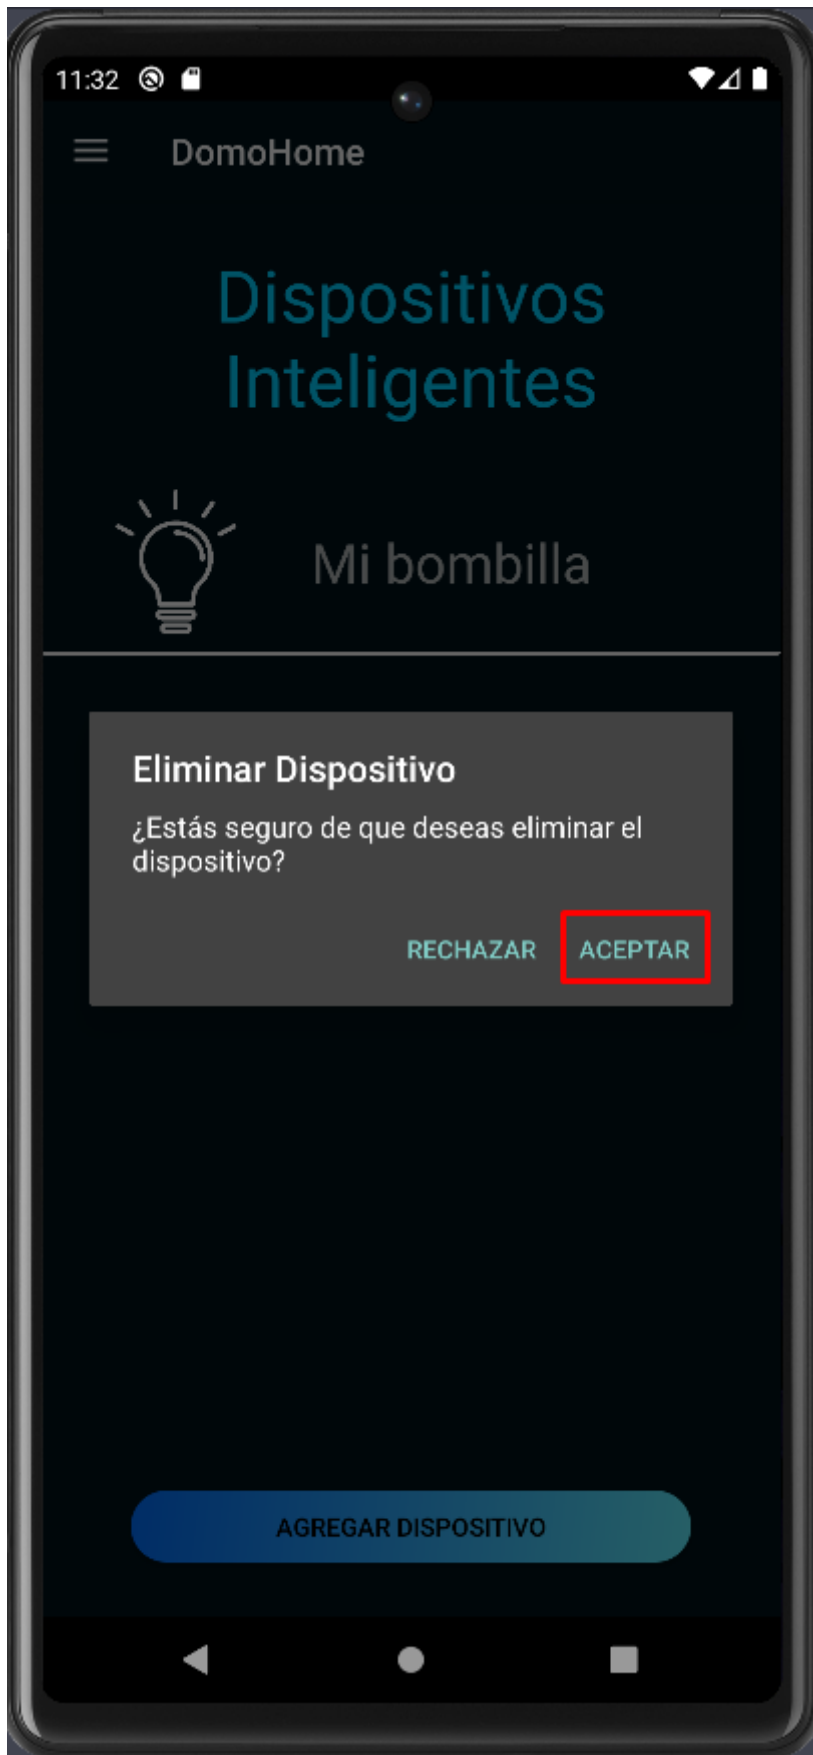 11:32
DomoHome
Dispositivos
Inteligentes
Mi bombilla
Eliminar Dispositivo
¿Estás seguro de que deseas eliminar el
dispositivo?
RECHAZAR ACEPTAR
AGREGAR DISPOSITIVO